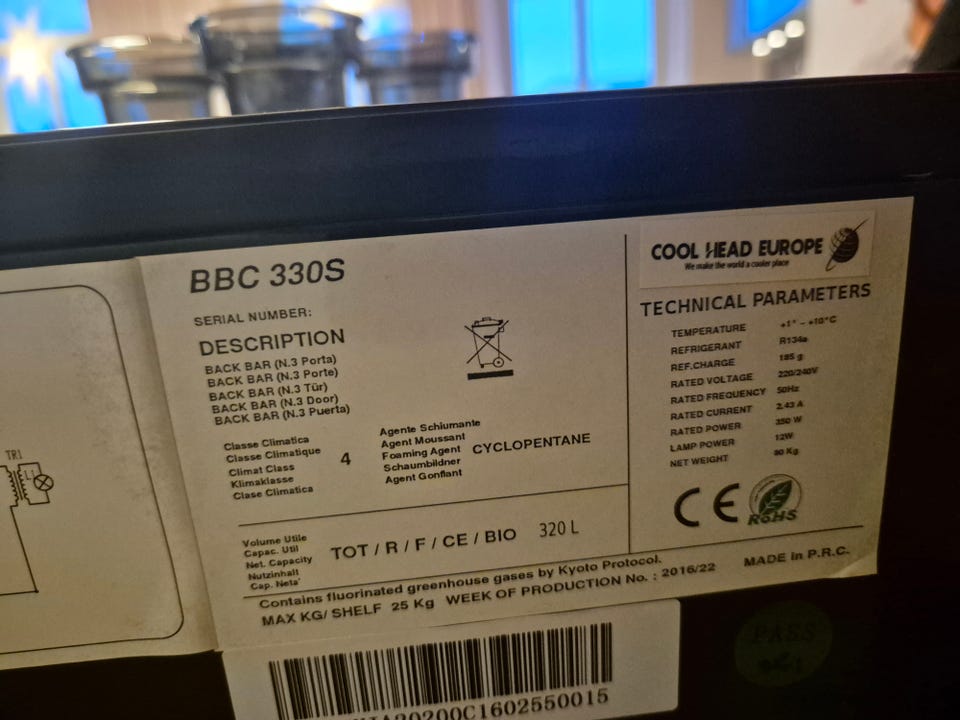 BBC 330S
SERIAL NUMBER:
DESCRIPTION
BACK BAR (N.3 Porta)
BACK BAR (N.3 Porte)
BACK BAR (N.3 Tür)
BACK BAR (N.3 Door)
BACK BAR (N.3 Puerta)
Classe Climatica
Classe Climatique
Climat Class
Klimaklasse
Clase Climatica
4
Agente Schiumante
Agent Moussant
Foaming Agent
Schaumbildner
Agent Gonflant
CYCLOPENTANE
Volume Utile
Capac. Util
Net. Capacity
Nutzinhalt
Cap. Neta'
TOT / R / F / CE / BIO 320 L
Contains fluorinated greenhouse gases by Kyoto Protocol.
MAX KG/ SHELF 25 Kg WEEK OF PRODUCTION No. : 2016/22 MADE in P.R.C.
COOL HEAD EUROPE
We make the world a cooler place
TECHNICAL PARAMETERS
TEMPERATURE +1° ~ +10°C
REFRIGERANT R134a
REF.CHARGE 185 g
RATED VOLTAGE 220/240V
RATED FREQUENCY 50Hz
RATED CURRENT 2.43 A
RATED POWER 350 W
LAMP POWER 12W
NET WEIGHT 80 Kg
CE
RoHS
TR1
L1
PASS